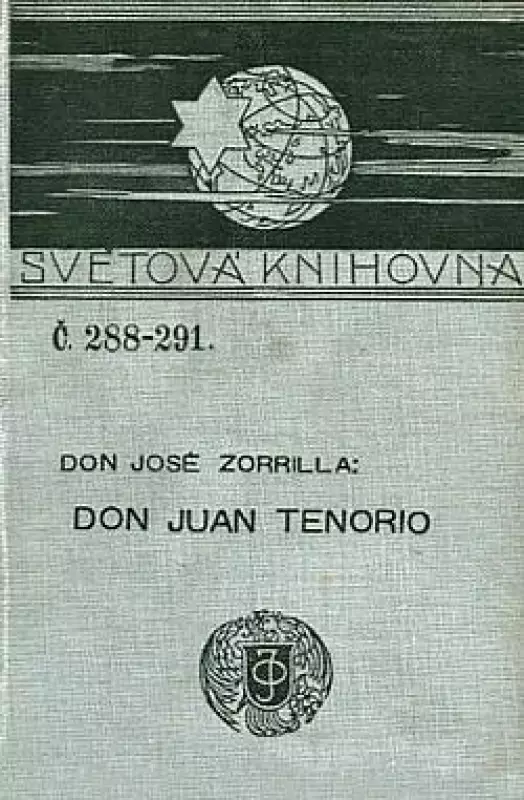 SVĚTOVÁ KNIHOVNA
Č. 288-291.
DON JOSÉ ZORRILLA:
DON JUAN TENORIO